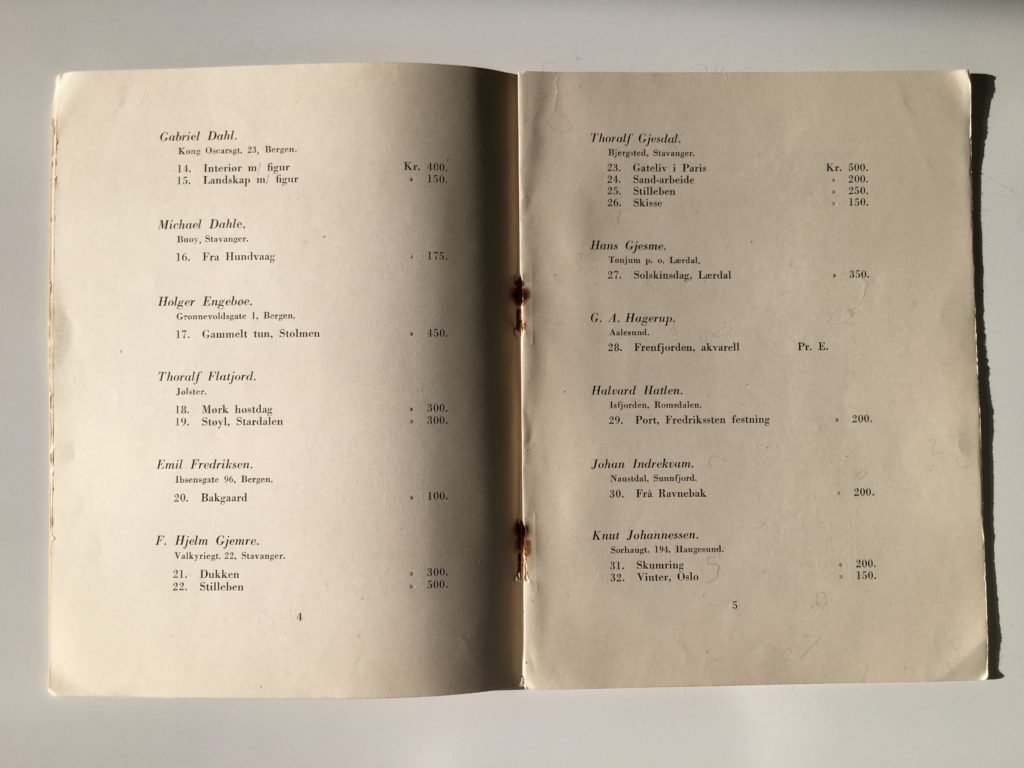 Gabriel Dahl.
Kong Oscarsgt. 23, Bergen.
14. Interiør m/ figur Kr. 400.
15. Landskap m/ figur » 150.
Michael Dahle.
Buøy, Stavanger.
16. Fra Hundvaag » 175.
Holger Engebøe.
Grønnevoldsgate 1, Bergen.
17. Gammelt tun, Stolmen » 450.
Thoralf Flatjord.
Jølster.
18. Mørk høstdag » 300.
19. Støyl, Stardalen » 300.
Emil Fredriksen.
Ibsensgate 96, Bergen.
20. Bakgaard » 100.
F. Hjelm Gjemre.
Valkyriegt. 22, Stavanger.
21. Dukken » 300.
22. Stilleben » 500.
4
Thoralf Gjesdal.
Bjergsted, Stavanger.
23. Gateliv i Paris Kr. 500.
24. Sand-arbeide » 200.
25. Stilleben » 250.
26. Skisse » 150.
Hans Gjesme.
Tønjum p. o. Lærdal.
27. Solskinsdag, Lærdal » 350.
G. A. Hagerup.
Aalesund.
28. Frenfjorden, akvarell Pr. E.
Halvard Hatlen.
Isfjorden, Romsdalen.
29. Port, Fredrikssten festning » 200.
Johan Indrekvam.
Naustdal, Sunnfjord.
30. Frå Ravnebak » 200.
Knut Johannessen.
Sørhaugt. 194, Haugesund.
31. Skumring « 200.
32. Vinter, Oslo » 150.
5